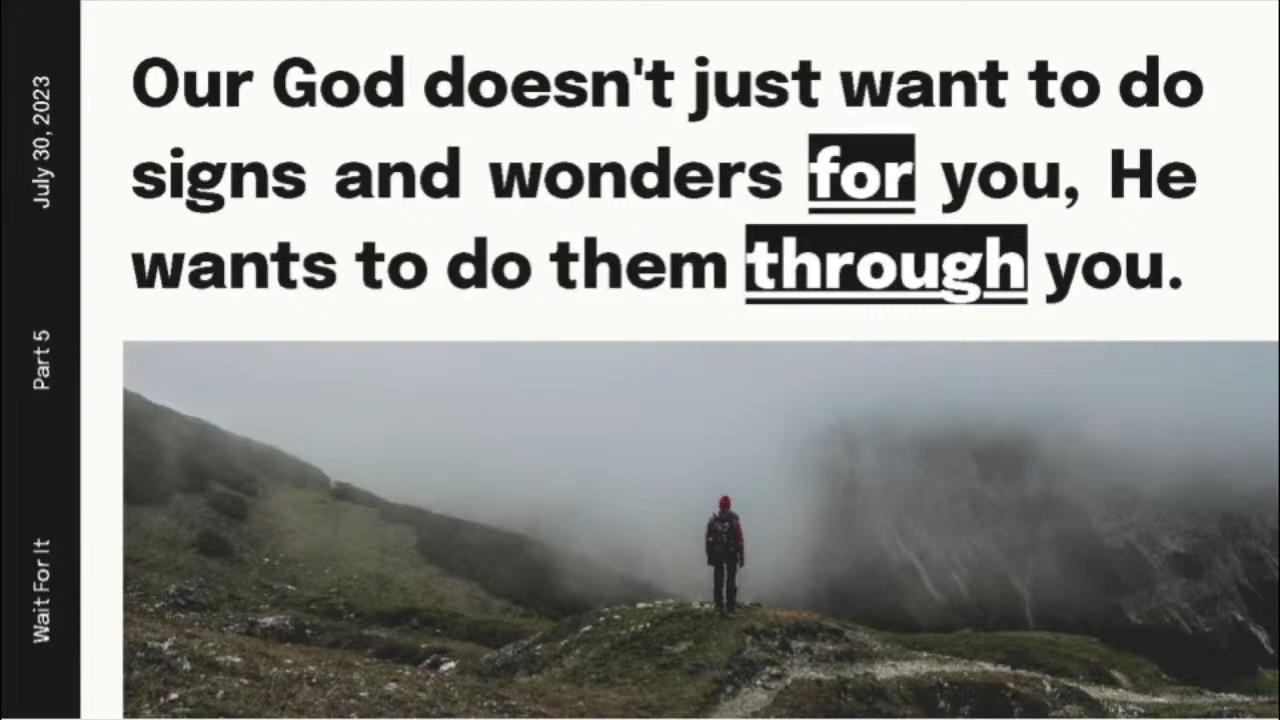 Our God doesn't just want to do
signs and wonders for you, He
wants to do them through you.
July 30, 2023
Part 5
Wait For It